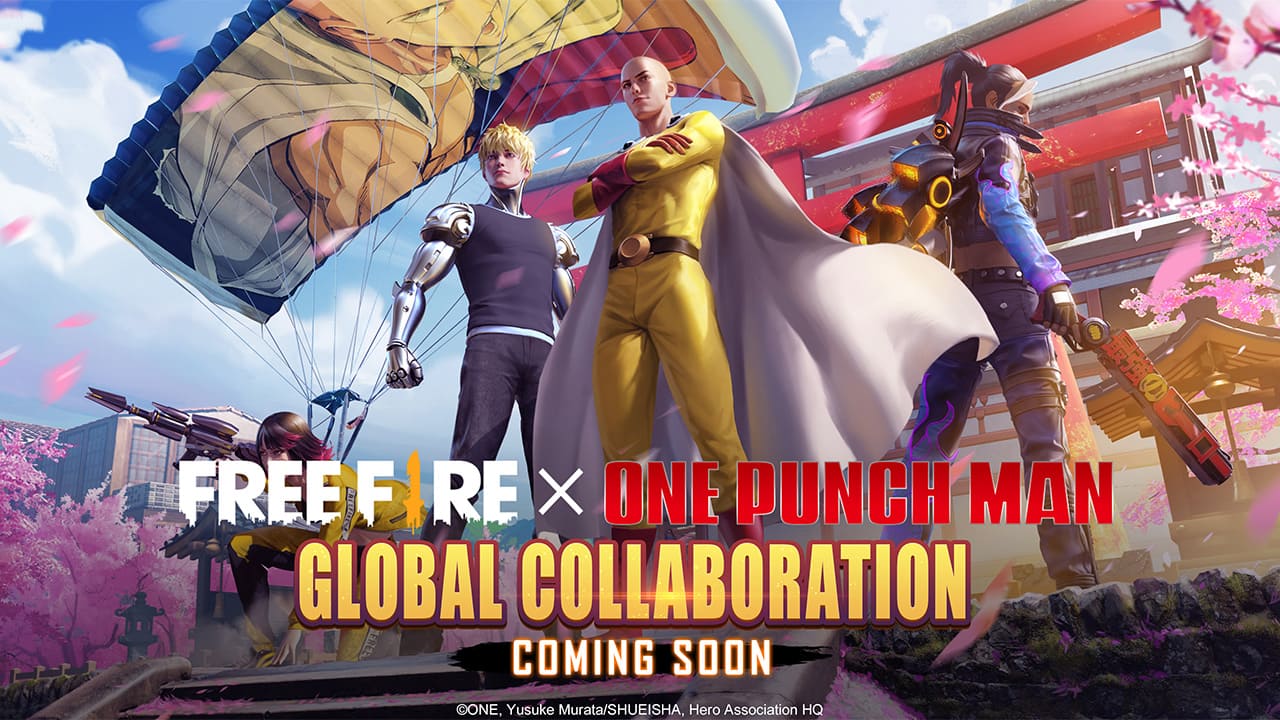 FREE FIRE × ONE PUNCH MAN
GLOBAL COLLABORATION
COMING SOON
©ONE, Yusuke Murata/SHUEISHA, Hero Association HQ